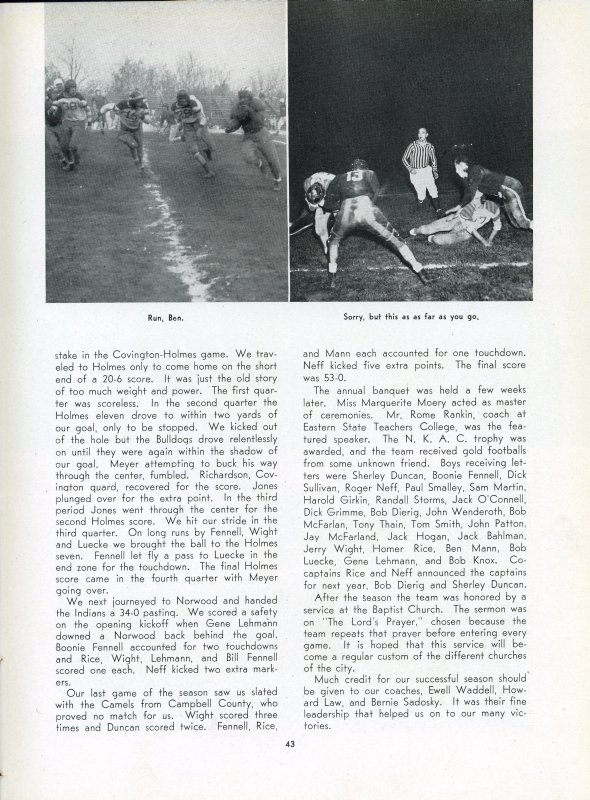 15
Run, Ben.
Sorry, but this as as far as you go.
stake in the Covington-Holmes game. We trav-
eled to Holmes only to come home on the short
end of a 20-6 score. It was just the old story
of too much weight and power. The first quar-
ter was scoreless. In the second quarter the
Holmes eleven drove to within two yards of
our goal, only to be stopped. We kicked out
of the hole but the Bulldogs drove relentlessly
on until they were again within the shadow of
our goal. Meyer attempting to buck his way
through the center, fumbled. Richardson, Cov-
ington quard, recovered for the score. Jones
plunged over for the extra point. In the third
period Jones went through the center for the
second Holmes score. We hit our stride in the
third quarter. On long runs by Fennell, Wight
and Luecke we brought the ball to the Holmes
seven. Fennell let fly a pass to Luecke in the
end zone for the touchdown. The final Holmes
score came in the fourth quarter with Meyer
going over.
We next journeyed to Norwood and handed
the Indians a 34-0 pasting. We scored a safety
on the opening kickoff when Gene Lehmann
downed a Norwood back behind the goal.
Boonie Fennell accounted for two touchdowns
and Rice, Wight, Lehmann, and Bill Fennell
scored one each. Neff kicked two extra mark-
ers.
Our last game of the season saw us slated
with the Camels from Campbell County, who
proved no match for us. Wight scored three
times and Duncan scored twice. Fennell, Rice,
and Mann each accounted for one touchdown.
Neff kicked five extra points. The final score
was 53-0.
The annual banquet was held a few weeks
later. Miss Marguerite Moery acted as master
of ceremonies. Mr. Rome Rankin, coach at
Eastern State Teachers College, was the fea-
tured speaker. The N. K. A. C. trophy was
awarded, and the team received gold footballs
from some unknown friend. Boys receiving let-
ters were Sherley Duncan, Boonie Fennell, Dick
Sullivan, Roger Neff, Paul Smalley, Sam Martin,
Harold Girkin, Randall Storms, Jack O'Connell,
Dick Grimme, Bob Dierig, John Wenderoth, Bob
McFarlan, Tony Thain, Tom Smith, John Patton,
Jay McFarland, Jack Hogan, Jack Bahlman,
Jerry Wight, Homer Rice, Ben Mann, Bob
Luecke, Gene Lehmann, and Bob Knox. Co-
captains Rice and Neff announced the captains
for next year, Bob Dierig and Sherley Duncan.
After the season the team was honored by a
service at the Baptist Church. The sermon was
on "The Lord's Prayer," chosen because the
team repeats that prayer before entering every
game. It is hoped that this service will be-
come a regular custom of the different churches
of the city.
Much credit for our successful season should
be given to our coaches, Ewell Waddell, How-
ard Law, and Bernie Sadosky. It was their fine
leadership that helped us on to our many vic-
tories.
43